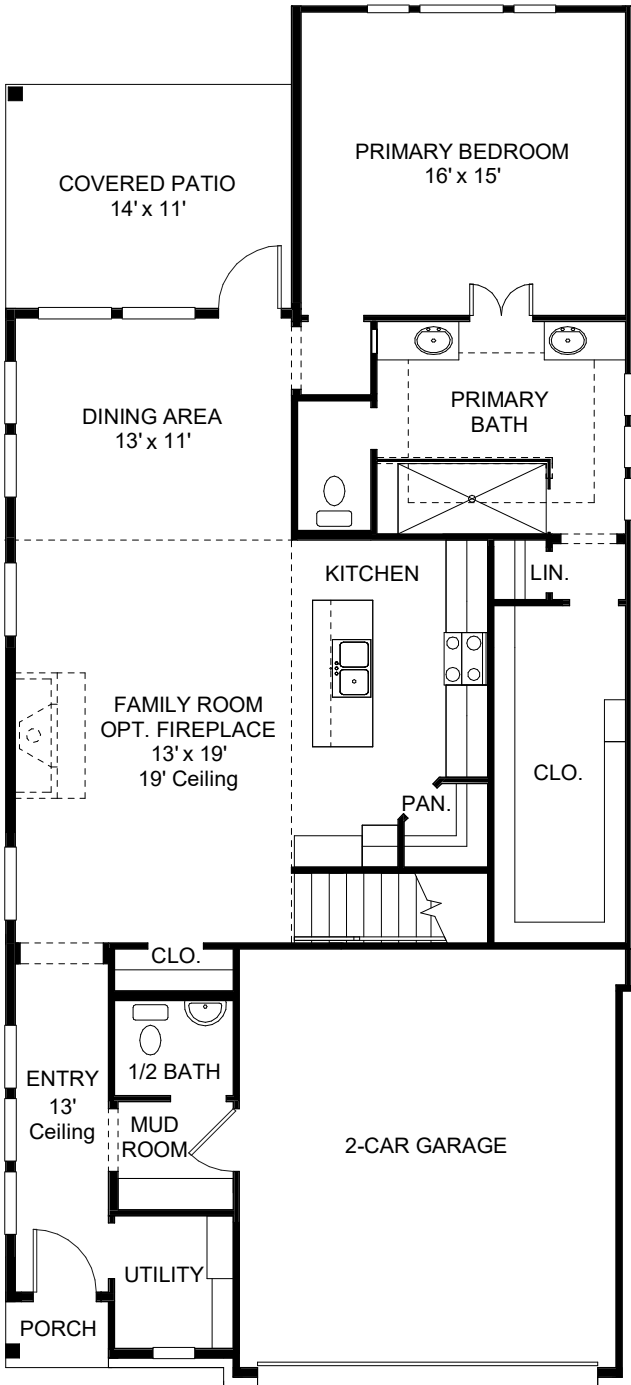 PRIMARY BEDROOM
16' x 15'
COVERED PATIO
14' x 11'
DINING AREA
13' x 11'
PRIMARY
BATH
KITCHEN
LIN.
FAMILY ROOM
OPT. FIREPLACE
13' x 19'
19' Ceiling
CLO.
PAN.
CLO.
1/2 BATH
ENTRY
13'
Ceiling
MUD
ROOM
2-CAR GARAGE
UTILITY
PORCH